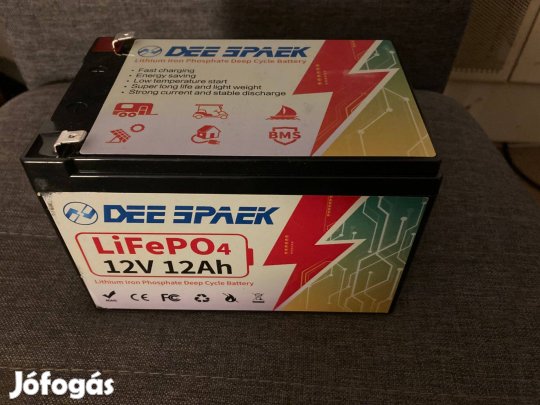 DEE SPAEK
Lithium Iron Phosphate Deep Cycle Battery
• Fast charging
• Energy saving
• Low temperature start
• Super long life and light weight
• Strong current and stable discharge
BMS
DEE SPAEK
LiFePO4
12V 12Ah
Lithium Iron Phosphate Deep Cycle Battery
CE FC
Jófogás